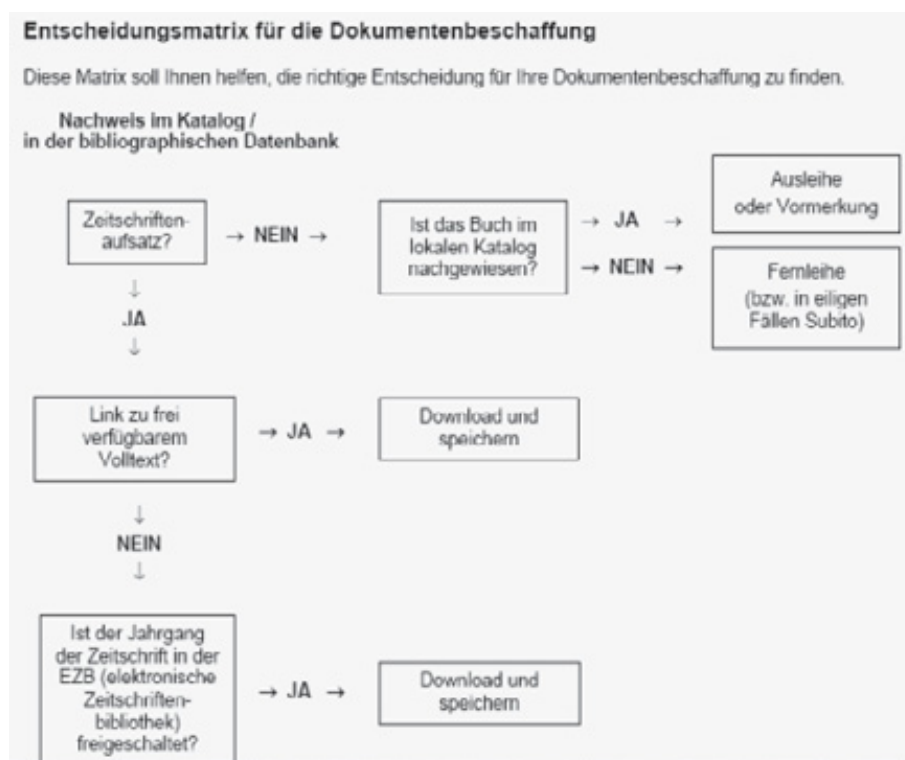 Entscheidungsmatrix für die Dokumentenbeschaffung
Diese Matrix soll Ihnen helfen, die richtige Entscheidung für Ihre Dokumentenbeschaffung zu finden.
Nachweis im Katalog /
in der bibliographischen Datenbank
Zeitschriften-
aufsatz?
→ NEIN →
Ist das Buch im
lokalen Katalog
nachgewiesen?
→ JA →
Ausleihe
oder Vormerkung
→ NEIN →
Fernleihe
(bzw. in eiligen
Fällen Subito)
↓
JA
↓
Link zu frei
verfügbarem
Volltext?
→ JA →
Download und
speichern
↓
NEIN
↓
Ist der Jahrgang
der Zeitschrift in der
EZB (elektronische
Zeitschriften-
bibliothek)
freigeschaltet?
→ JA →
Download und
speichern